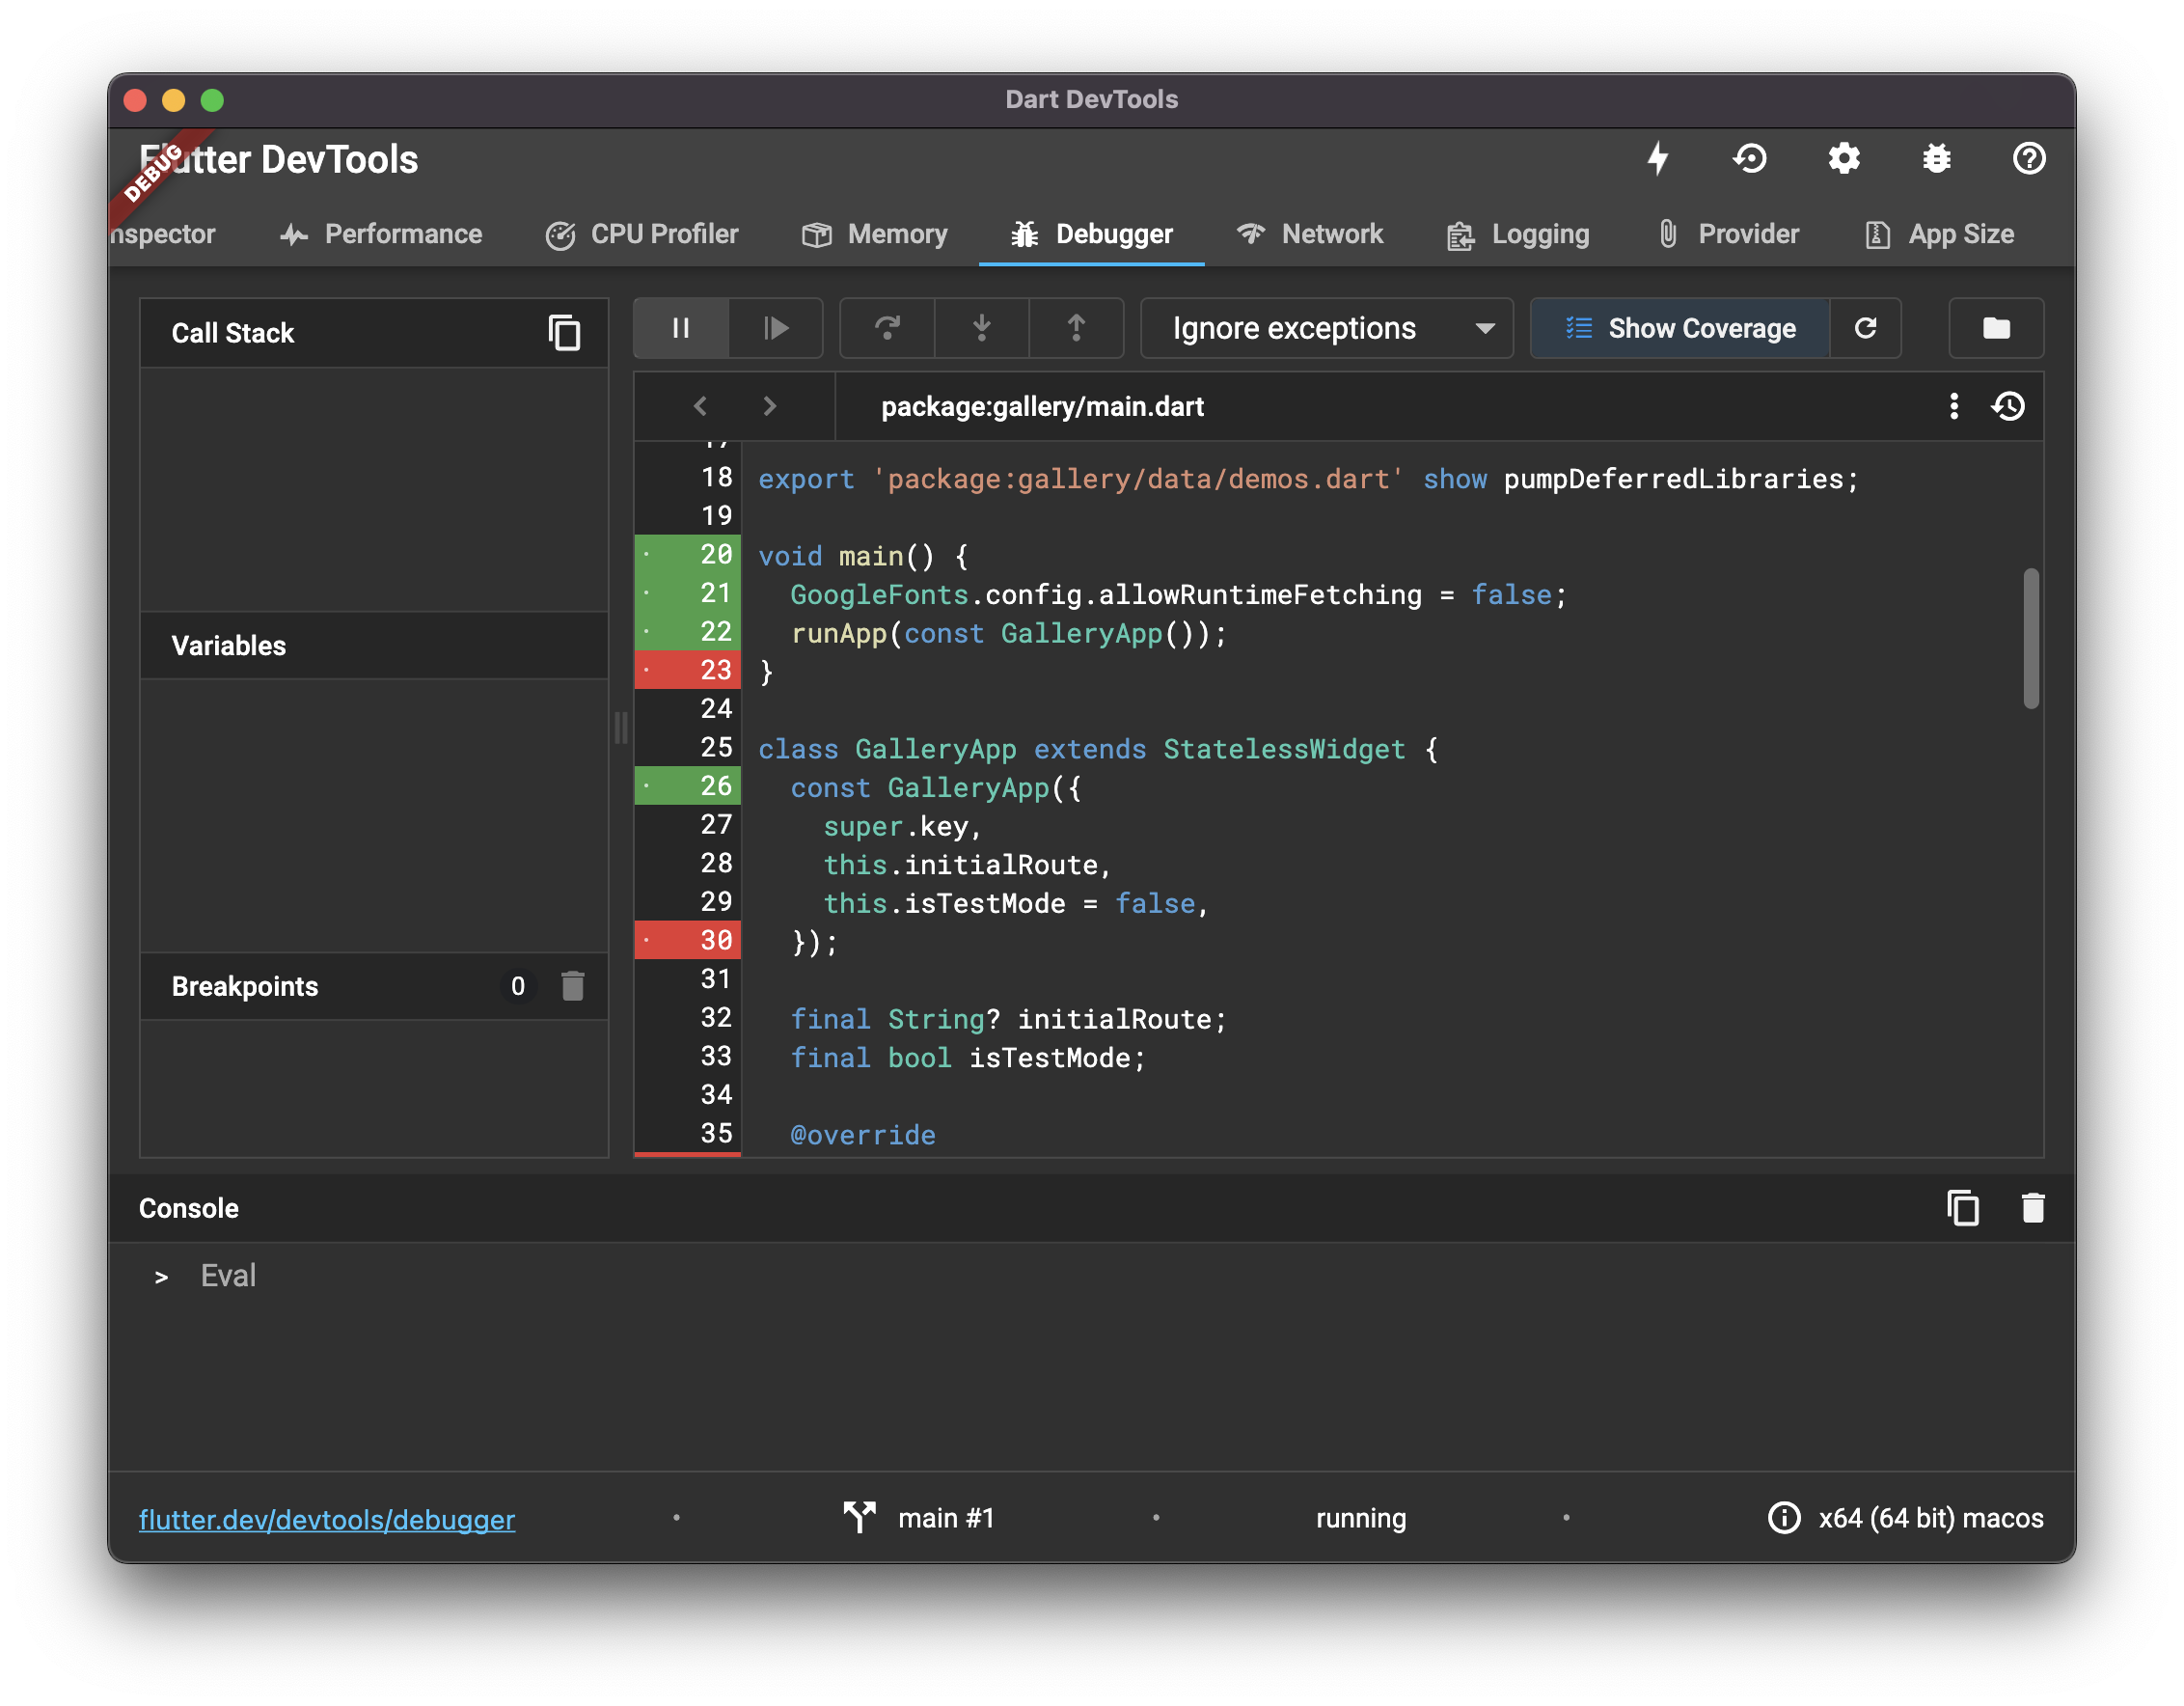 Dart DevTools
Flutter DevTools
DEBUG
nspector Performance CPU Profiler Memory Debugger Network Logging Provider App Size
Call Stack
Ignore exceptions
Show Coverage
package:gallery/main.dart
18 export 'package:gallery/data/demos.dart' show pumpDeferredLibraries;
19
20 void main() {
21 GoogleFonts.config.allowRuntimeFetching = false;
22 runApp(const GalleryApp());
23 }
24
25 class GalleryApp extends StatelessWidget {
26 const GalleryApp({
27 super.key,
28 this.initialRoute,
29 this.isTestMode = false,
30 });
31
32 final String? initialRoute;
33 final bool isTestMode;
34
35 @override
Variables
Breakpoints 0
Console
> Eval
flutter.dev/devtools/debugger • main #1 • running • x64 (64 bit) macos